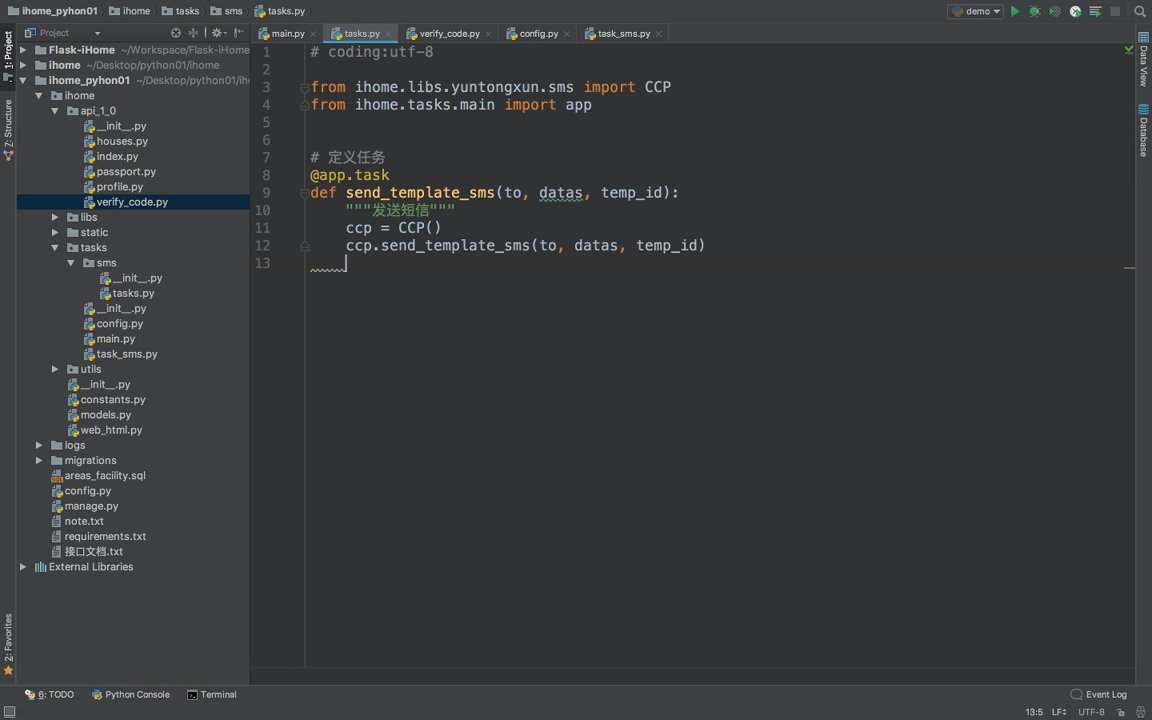 ihome_pyhon01 ihome tasks sms tasks.py
demo
Project
main.py tasks.py verify_code.py config.py task_sms.py
1: Project
Z: Structure
2: Favorites
Data View
Database
Flask-iHome ~/Workspace/Flask-iHome
ihome ~/Desktop/python01/ihome
ihome_pyhon01 ~/Desktop/python01/ih
ihome
api_1_0
__init__.py
houses.py
index.py
passport.py
profile.py
verify_code.py
libs
static
tasks
sms
__init__.py
tasks.py
__init__.py
config.py
main.py
task_sms.py
utils
__init__.py
constants.py
models.py
web_html.py
logs
migrations
areas_facility.sql
config.py
manage.py
note.txt
requirements.txt
接口文档.txt
External Libraries
1 # coding:utf-8
2
3 from ihome.libs.yuntongxun.sms import CCP
4 from ihome.tasks.main import app
5
6
7 # 定义任务
8 @app.task
9 def send_template_sms(to, datas, temp_id):
10 """发送短信"""
11 ccp = CCP()
12 ccp.send_template_sms(to, datas, temp_id)
13
6: TODO Python Console Terminal Event Log
13:5 LF UTF-8